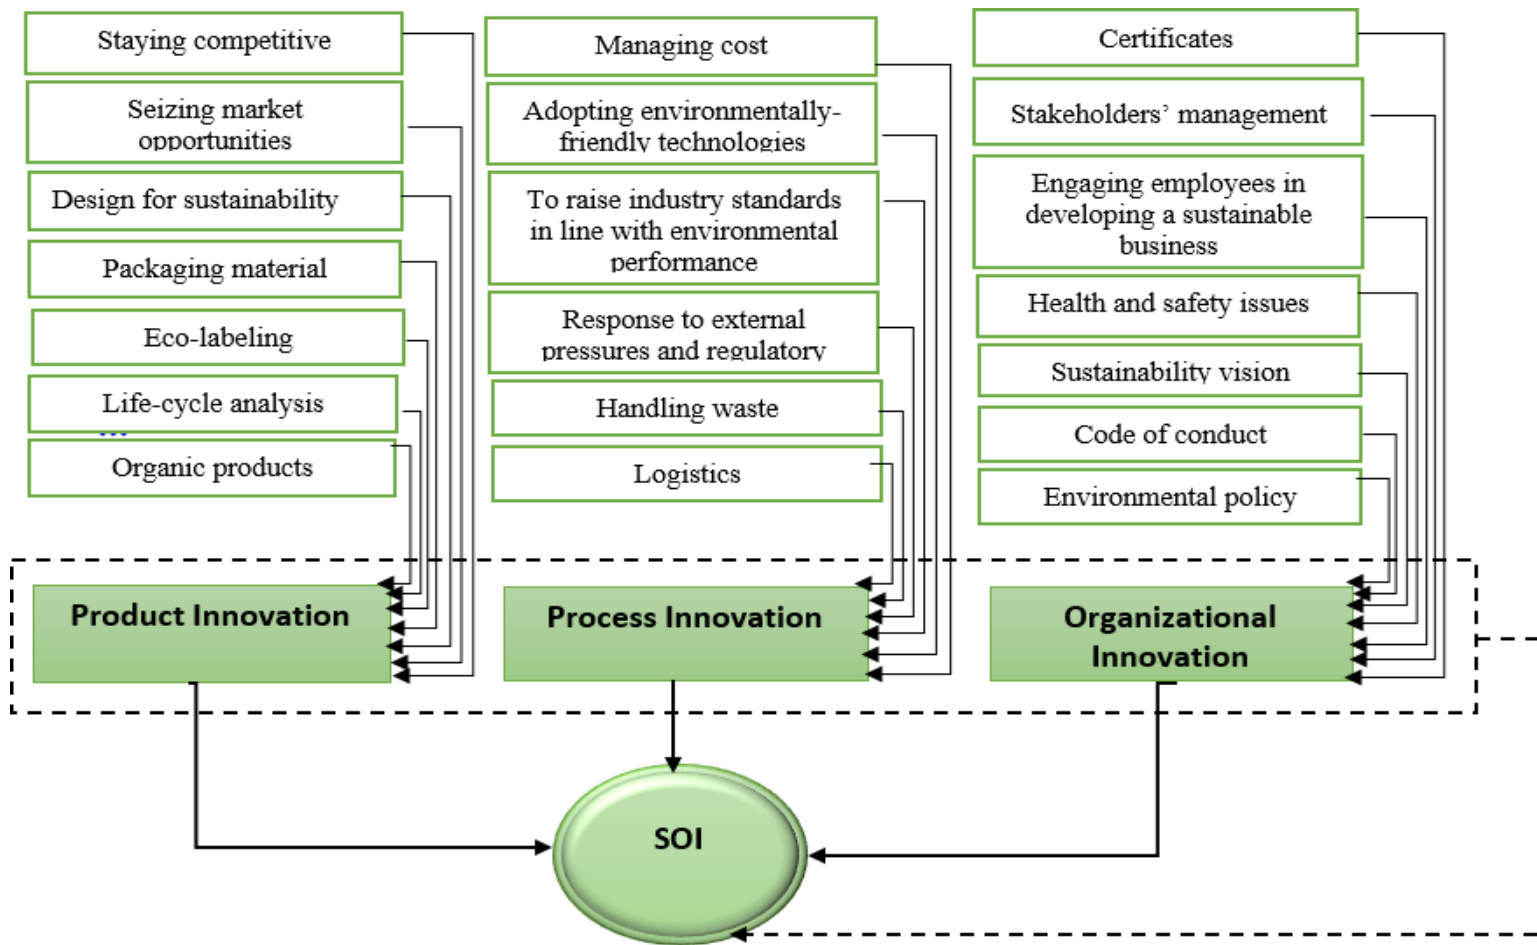 Staying competitive
Seizing market
opportunities
Design for sustainability
Packaging material
Eco-labeling
Life-cycle analysis
Organic products
Managing cost
Adopting environmentally-
friendly technologies
To raise industry standards
in line with environmental
performance
Response to external
pressures and regulatory
Handling waste
Logistics
Certificates
Stakeholders’ management
Engaging employees in
developing a sustainable
business
Health and safety issues
Sustainability vision
Code of conduct
Environmental policy
Product Innovation
Process Innovation
Organizational
Innovation
SOI